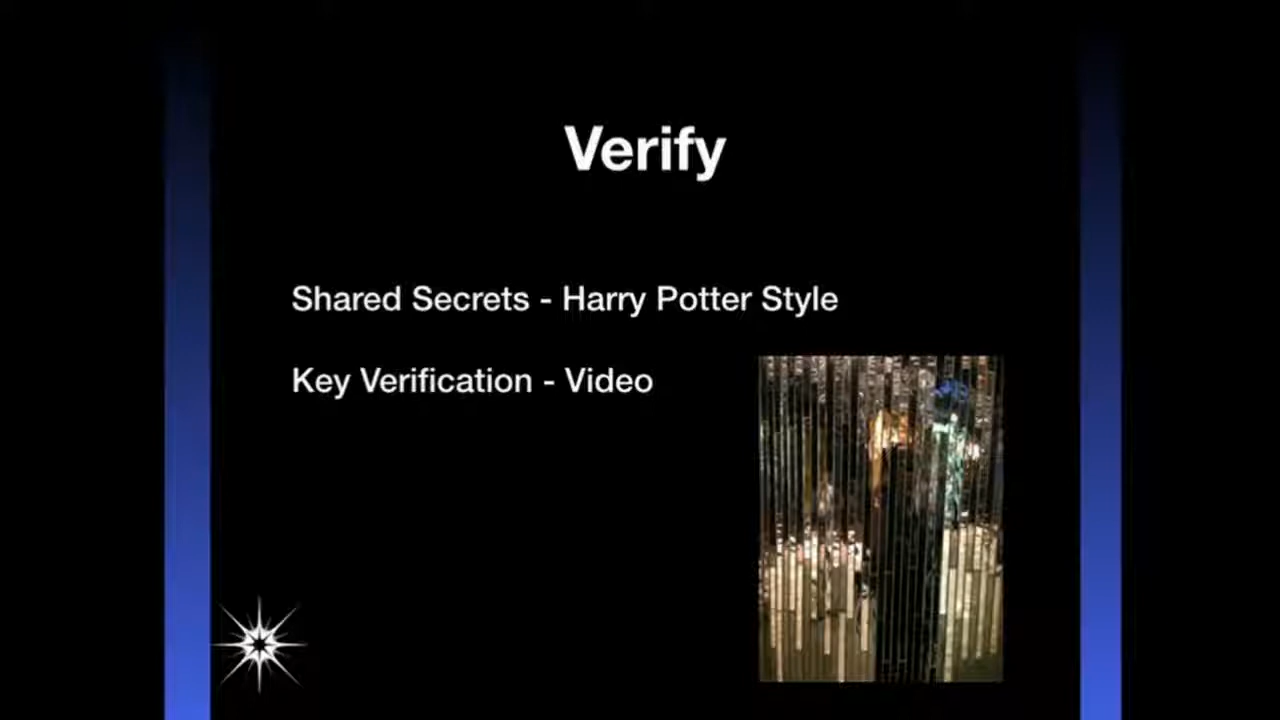 Verify
Shared Secrets - Harry Potter Style
Key Verification - Video